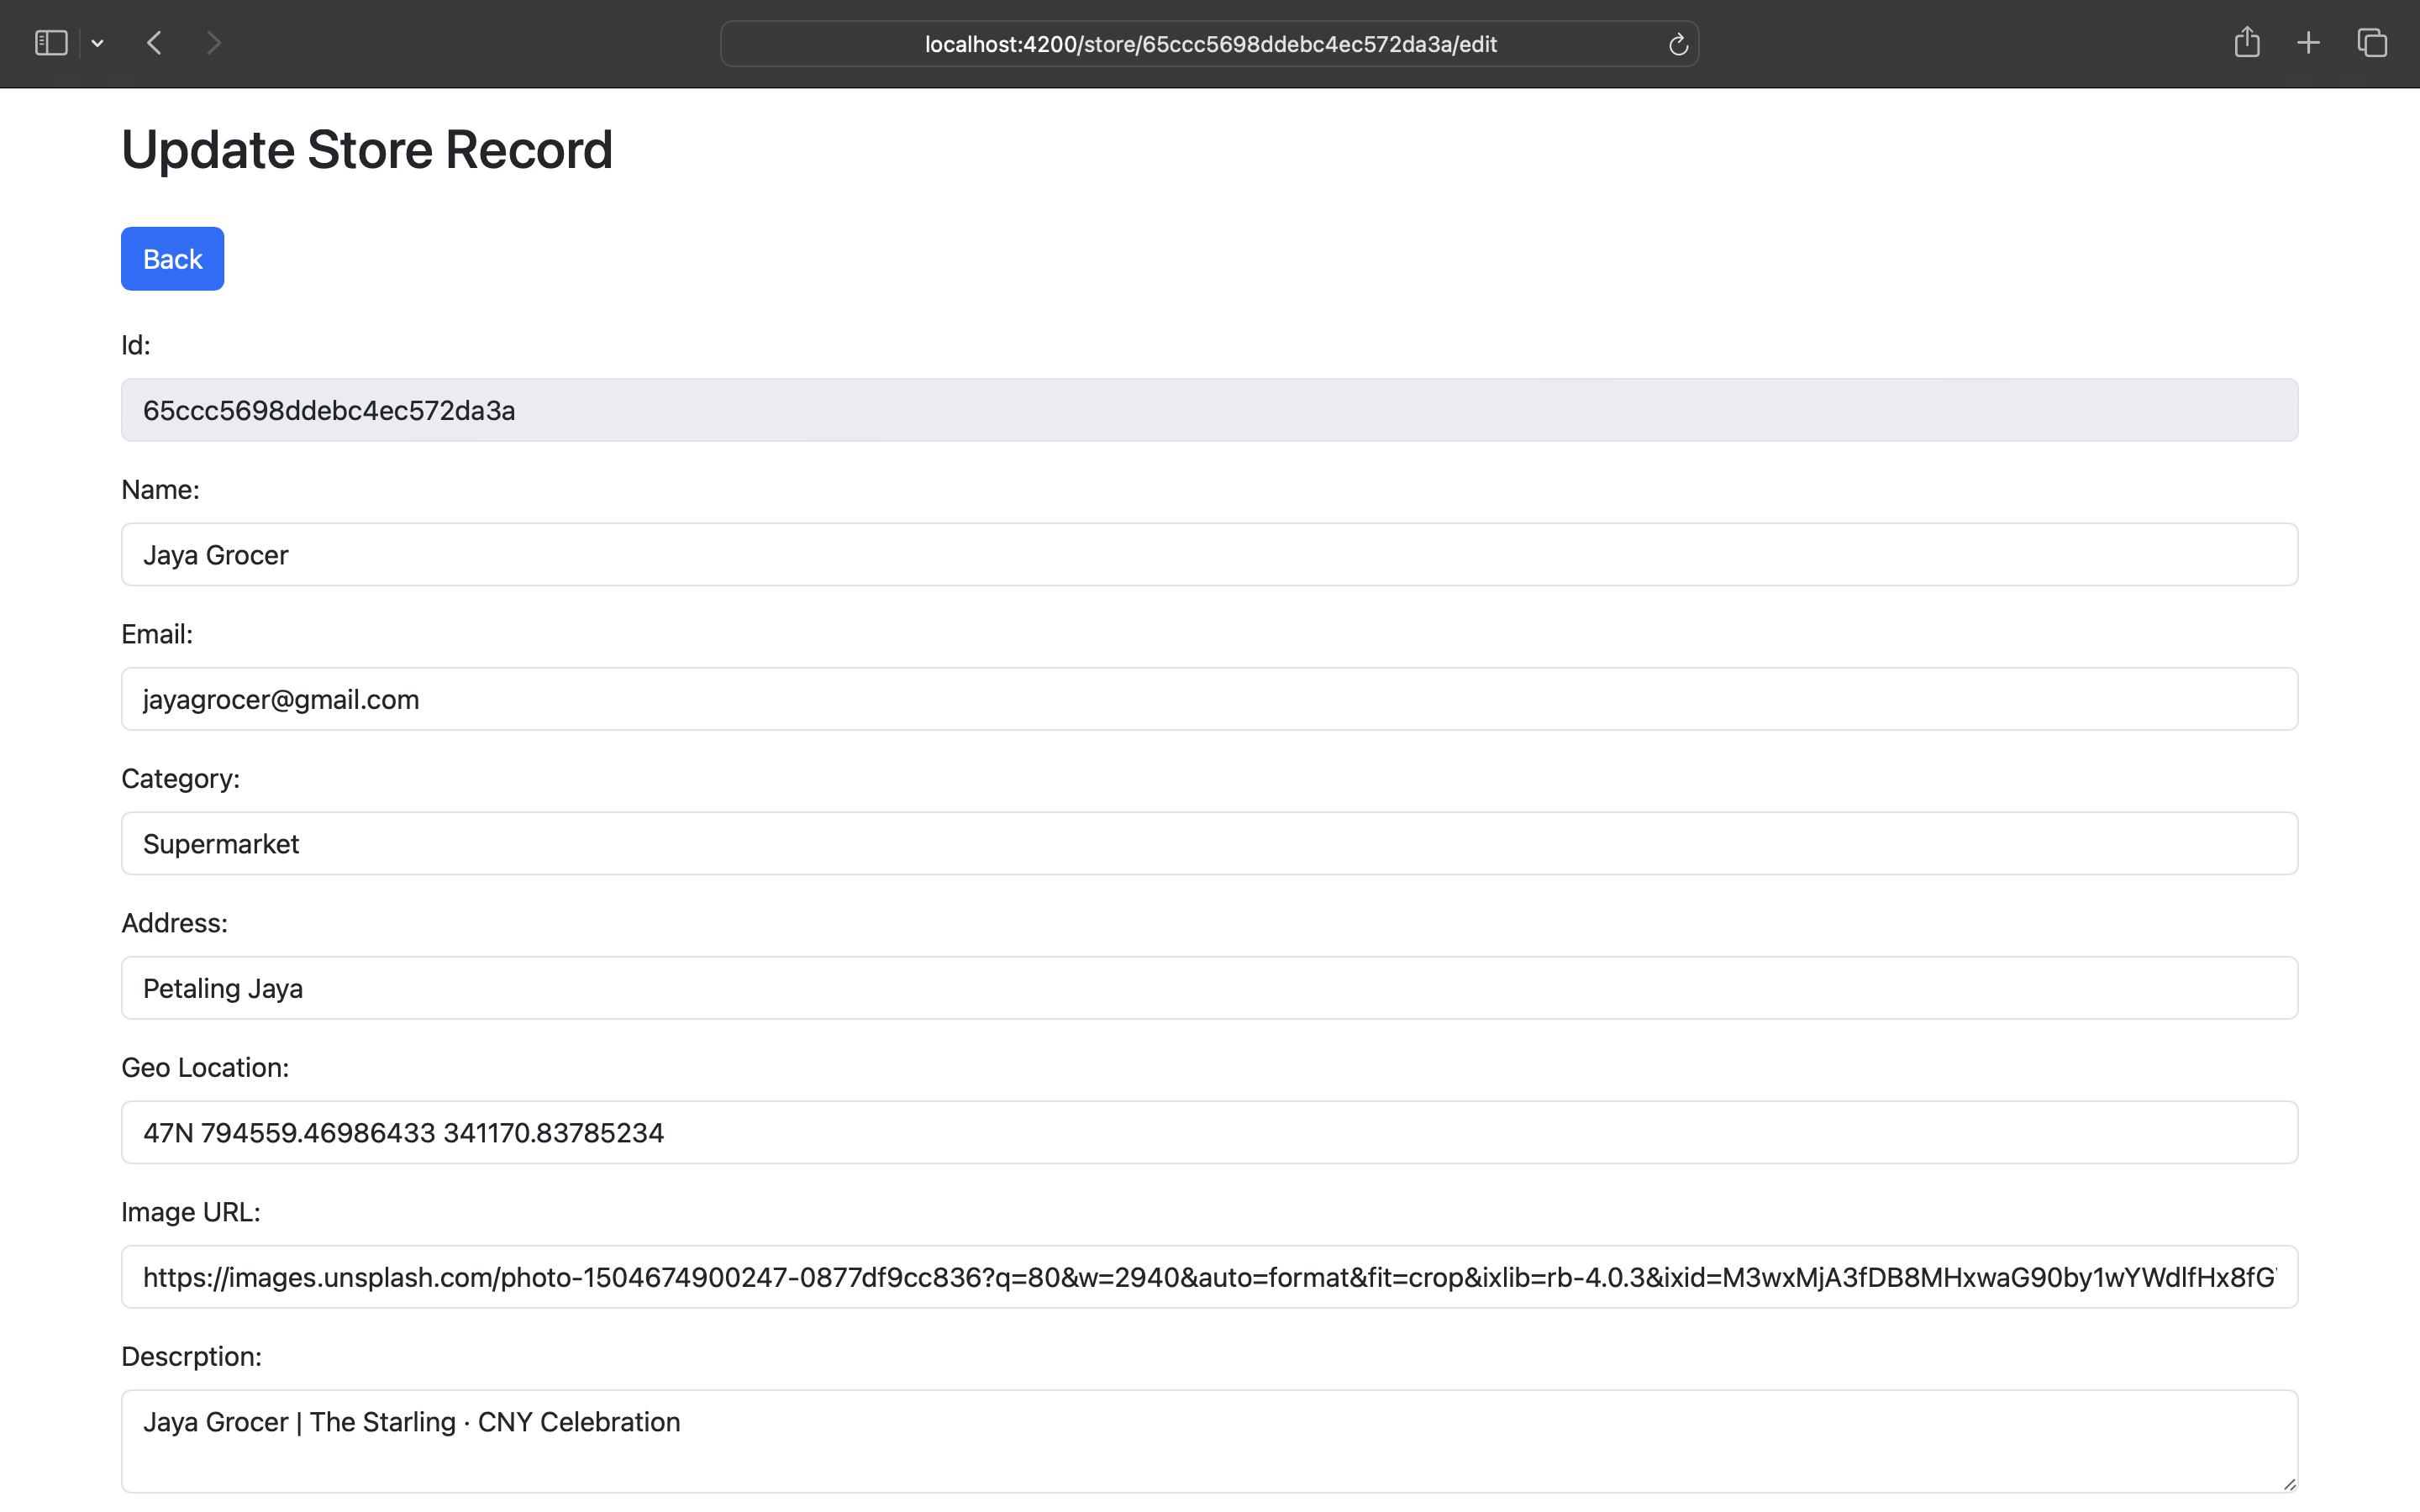 localhost:4200/store/65ccc5698ddebc4ec572da3a/edit
Update Store Record
Back
Id:
65ccc5698ddebc4ec572da3a
Name:
Jaya Grocer
Email:
jayagrocer@gmail.com
Category:
Supermarket
Address:
Petaling Jaya
Geo Location:
47N 794559.46986433 341170.83785234
Image URL:
https://images.unsplash.com/photo-1504674900247-0877df9cc836?q=80&w=2940&auto=format&fit=crop&ixlib=rb-4.0.3&ixid=M3wxMjA3fDB8MHxwaG90by1wYWdlfHx8fG
Descrption:
Jaya Grocer | The Starling · CNY Celebration